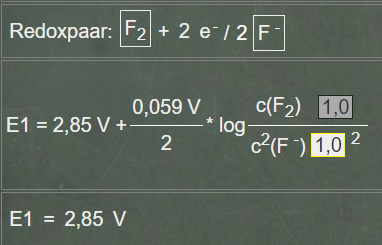 Redoxpaar: F₂ + 2 e⁻ / 2 F⁻
0,059 V c(F₂) 1,0
E1 = 2,85 V + * log
2 c²(F⁻) 1,0 ²
E1 = 2,85 V